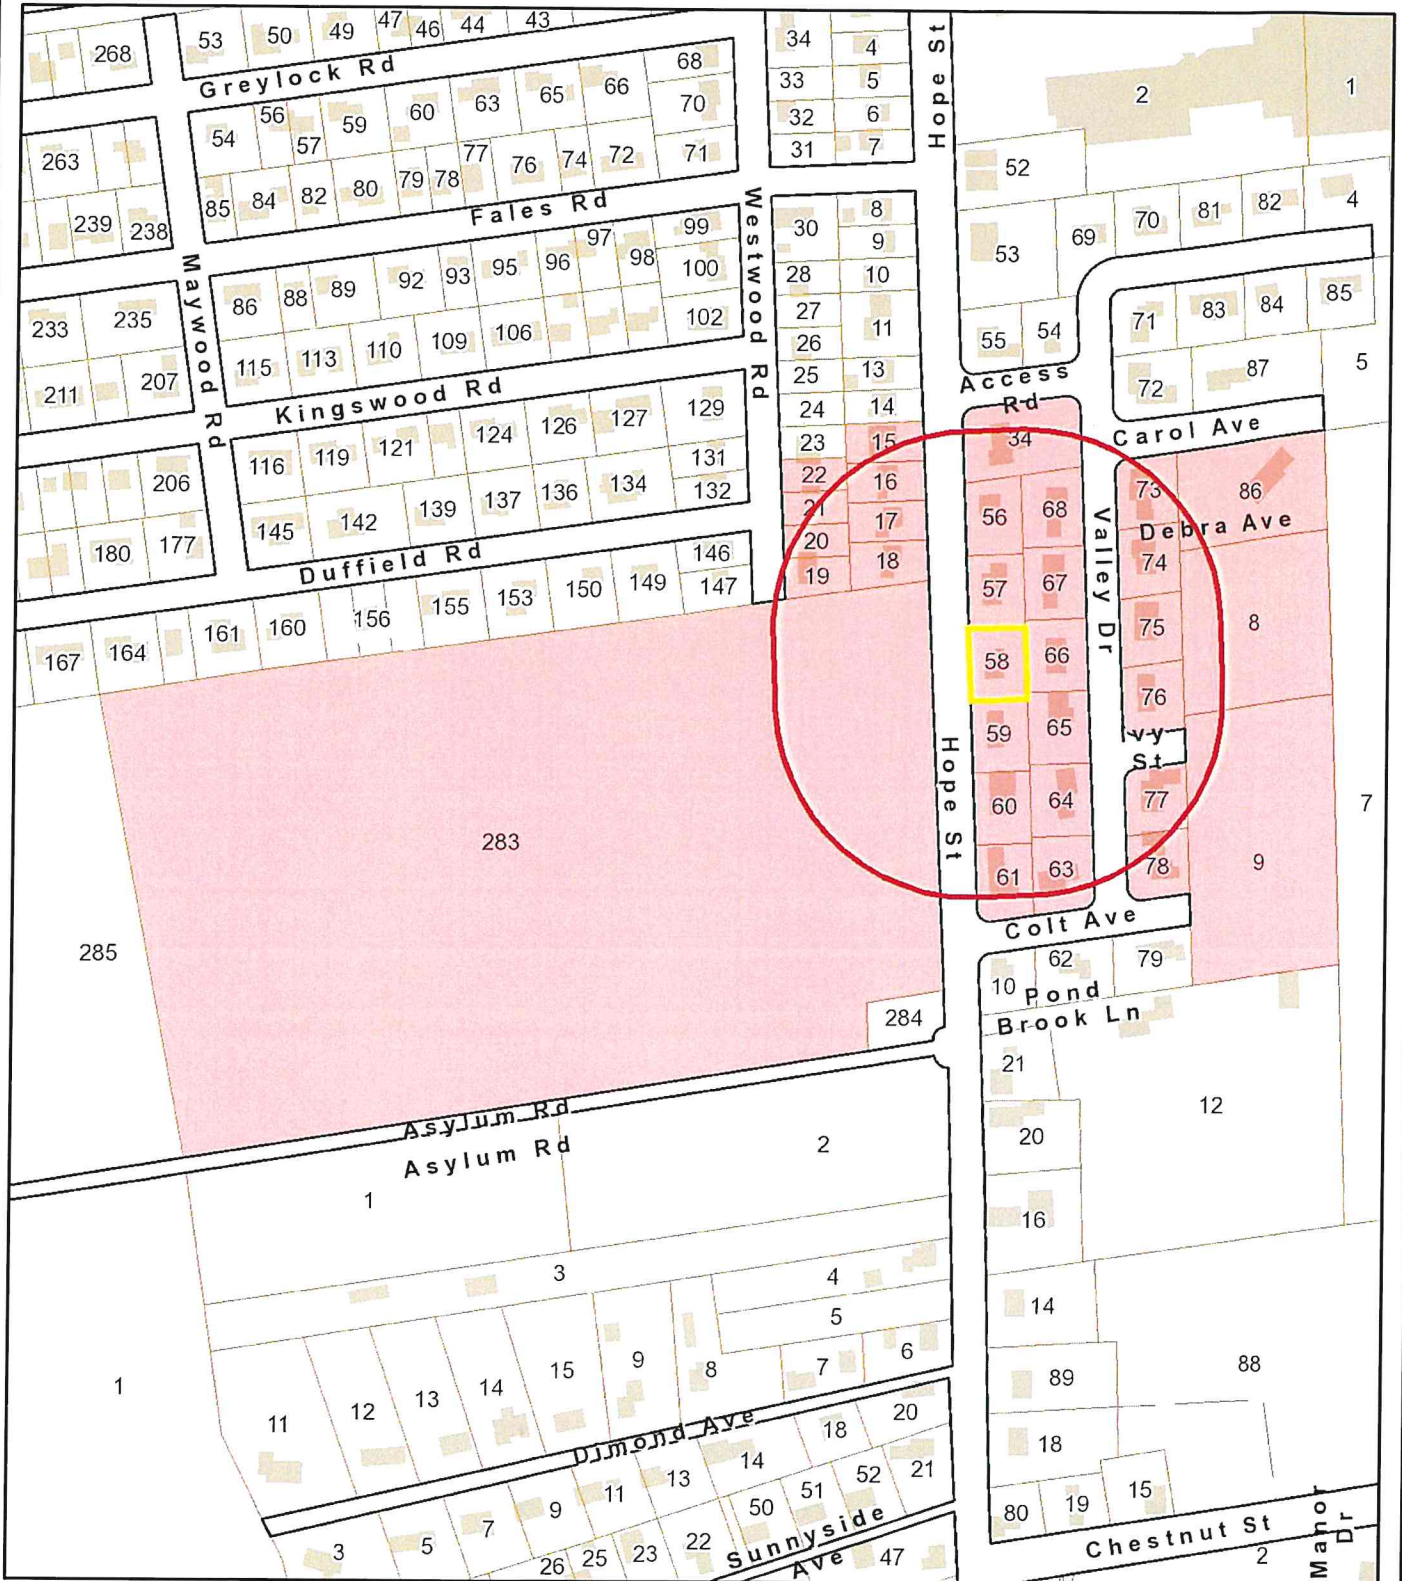 53 50 49 47 46 44 43
268
Greylock Rd
54 56 57 59 60 63 65 66 68
70
71
263
85 84 82 80 79 78 77 76 74 72
239 238
Fales Rd
Maywood Rd
Westwood Rd
Hope St
34 4
33 5
32 6
31 7
2 1
52
53 69 70 81 82 4
30 8
9
28 10
27
11
26
25 13
24 14
23 15
22 16
21 17
20
19 18
86 88 89 92 93 95 96 97 98 99
100
102
233 235
115 113 110 109 106
211 207
Kingswood Rd
55 54
71 83 84 85
72 87 5
Access
Rd
Carol Ave
34
116 119 121 124 126 127 129
131
132
206
145 142 139 137 136 134
180 177
Duffield Rd
146
147
167 164 161 160 156 155 153 150 149
56 68
57 67
58 66
59 65
60 64
61 63
Valley Dr
73 86
Debra Ave
74
75 8
76
vy
St
77
78 9
7
Hope St
283
285
284
Colt Ave
10 62 79
Pond
Brook Ln
21
12
20
16
Asylum Rd
Asylum Rd
2
1
3
4
5
14
1
11 12 13 14 15 9 8 7 6
89 88
18
Dimond Ave
20
18
14
13
11
9
7
5
3
21
52
51
50
22
23
25
26
Sunnyside
Ave
47
80 19 15
Chestnut St
2
Manor
Dr